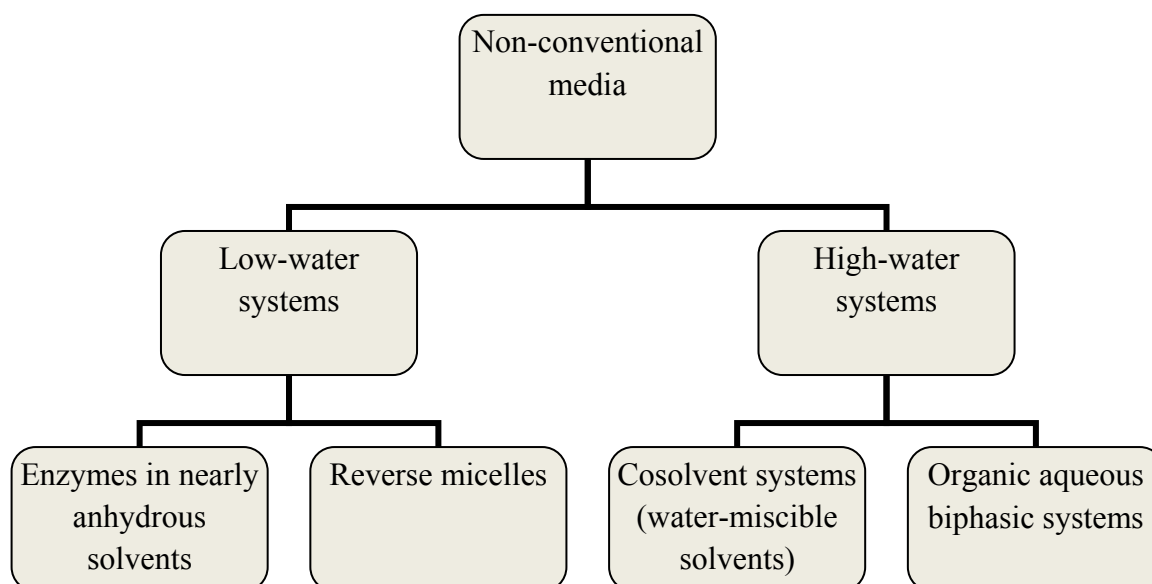 Non-conventional
media
Low-water
systems
High-water
systems
Enzymes in nearly
anhydrous
solvents
Reverse micelles
Cosolvent systems
(water-miscible
solvents)
Organic aqueous
biphasic systems